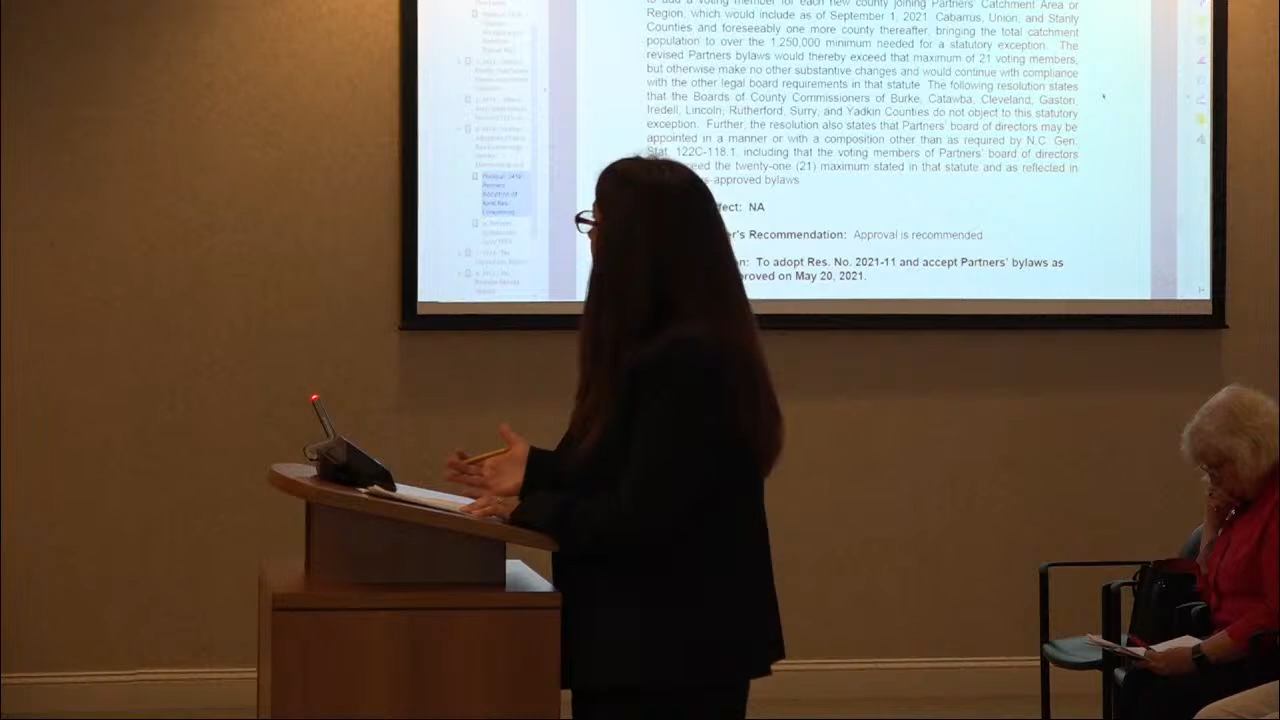 to add a voting member for each new county joining Partners' Catchment Area or
Region, which would include as of September 1, 2021 Cabarrus, Union, and Stanly
Counties and foreseeably one more county thereafter, bringing the total catchment
population to over the 1,250,000 minimum needed for a statutory exception. The
revised Partners bylaws would thereby exceed that maximum of 21 voting members,
but otherwise make no other substantive changes and would continue with compliance
with the other legal board requirements in that statute The following resolution states
that the Boards of County Commissioners of Burke, Catawba, Cleveland, Gaston,
Iredell, Lincoln, Rutherford, Surry, and Yadkin Counties do not object to this statutory
exception. Further, the resolution also states that Partners' board of directors may be
appointed in a manner or with a composition other than as required by N.C. Gen.
Stat. 122C-118.1, including that the voting members of Partners' board of directors
ceed the twenty-one (21) maximum stated in that statute and as reflected in
s-approved bylaws
fect: NA
er's Recommendation: Approval is recommended
n: To adopt Res. No. 2021-11 and accept Partners' bylaws as
proved on May 20, 2021.